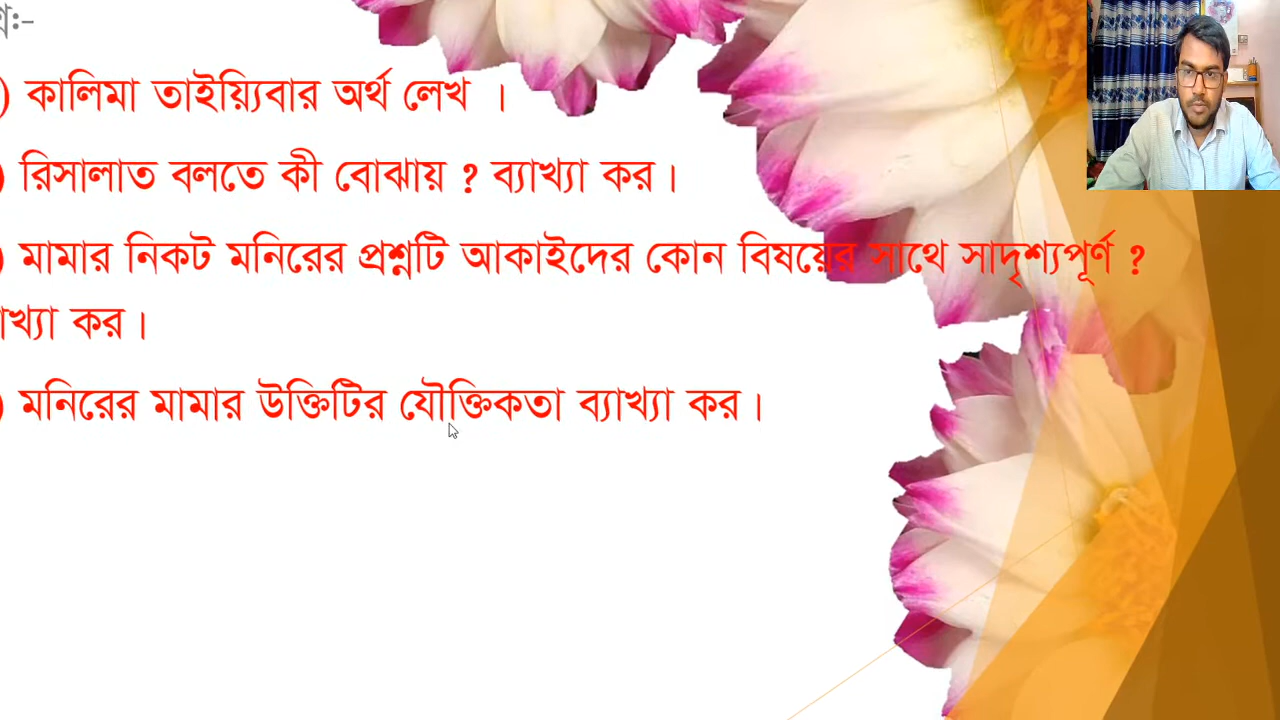 কালিমা তাইয়্যিবার অর্থ লেখ ।
রিসালাত বলতে কী বোঝায় ? ব্যাখ্যা কর।
মামার নিকট মনিরের প্রশ্নটি আকাইদের কোন বিষয়ের সাথে সাদৃশ্যপূর্ণ ?
কর।
মনিরের মামার উক্তিটির যৌক্তিকতা ব্যাখ্যা কর।